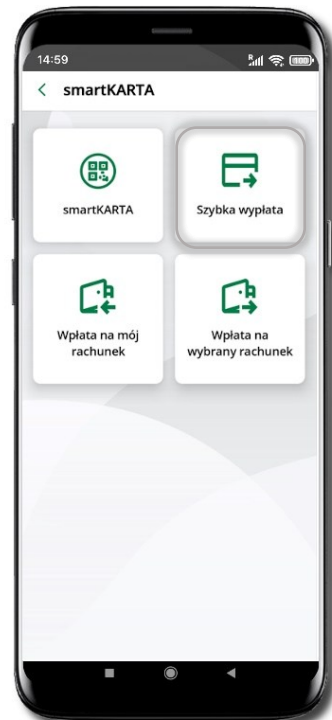 14:59
smartKARTA
smartKARTA
Szybka wypłata
Wpłata na mój
rachunek
Wpłata na
wybrany rachunek